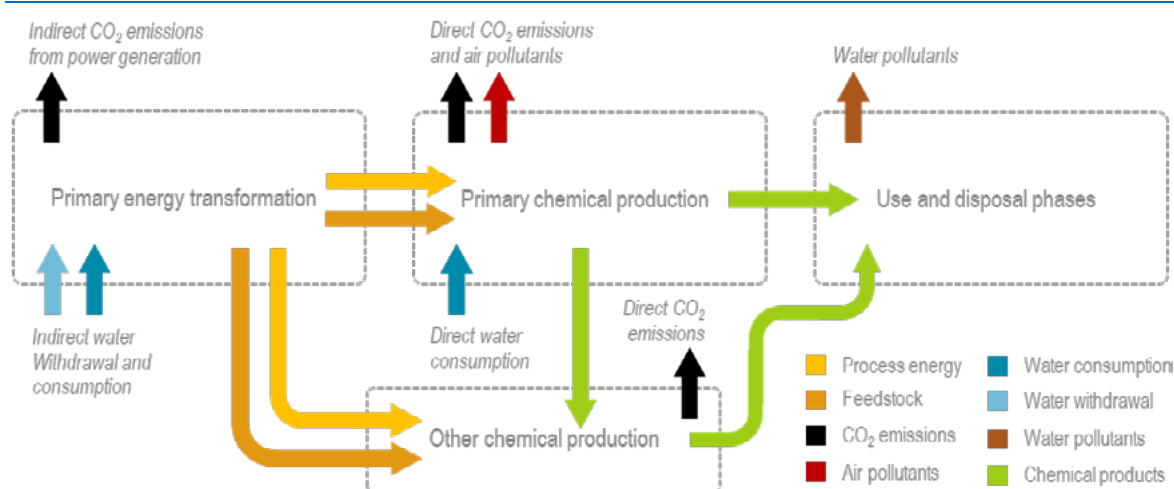 Indirect CO₂ emissions
from power generation
Direct CO₂ emissions
and air pollutants
Water pollutants
Primary energy transformation
Primary chemical production
Use and disposal phases
Indirect water
Withdrawal and
consumption
Direct water
consumption
Direct CO₂
emissions
Other chemical production
Process energy
Feedstock
CO₂ emissions
Air pollutants
Water consumption
Water withdrawal
Water pollutants
Chemical products